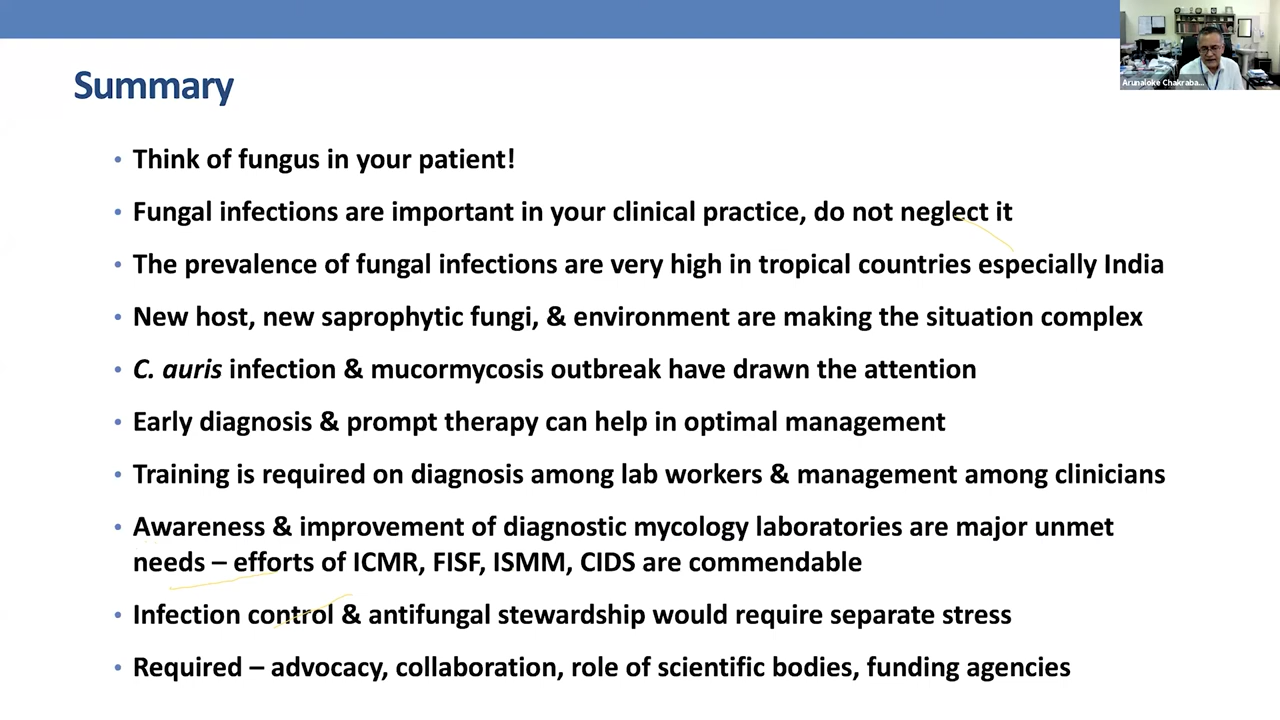 Arunaloke Chakraba...
Summary
• Think of fungus in your patient!
• Fungal infections are important in your clinical practice, do not neglect it
• The prevalence of fungal infections are very high in tropical countries especially India
• New host, new saprophytic fungi, & environment are making the situation complex
• C. auris infection & mucormycosis outbreak have drawn the attention
• Early diagnosis & prompt therapy can help in optimal management
• Training is required on diagnosis among lab workers & management among clinicians
• Awareness & improvement of diagnostic mycology laboratories are major unmet
needs – efforts of ICMR, FISF, ISMM, CIDS are commendable
• Infection control & antifungal stewardship would require separate stress
• Required – advocacy, collaboration, role of scientific bodies, funding agencies